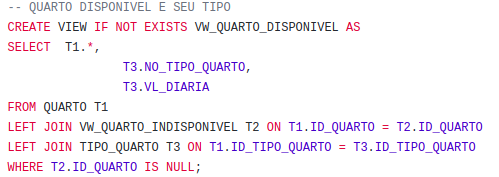 -- QUARTO DISPONIVEL E SEU TIPO
CREATE VIEW IF NOT EXISTS VW_QUARTO_DISPONIVEL AS
SELECT  T1.*,
                T3.NO_TIPO_QUARTO,
                T3.VL_DIARIA
FROM QUARTO T1
LEFT JOIN VW_QUARTO_INDISPONIVEL T2 ON T1.ID_QUARTO = T2.ID_QUARTO
LEFT JOIN TIPO_QUARTO T3 ON T1.ID_TIPO_QUARTO = T3.ID_TIPO_QUARTO
WHERE T2.ID_QUARTO IS NULL;